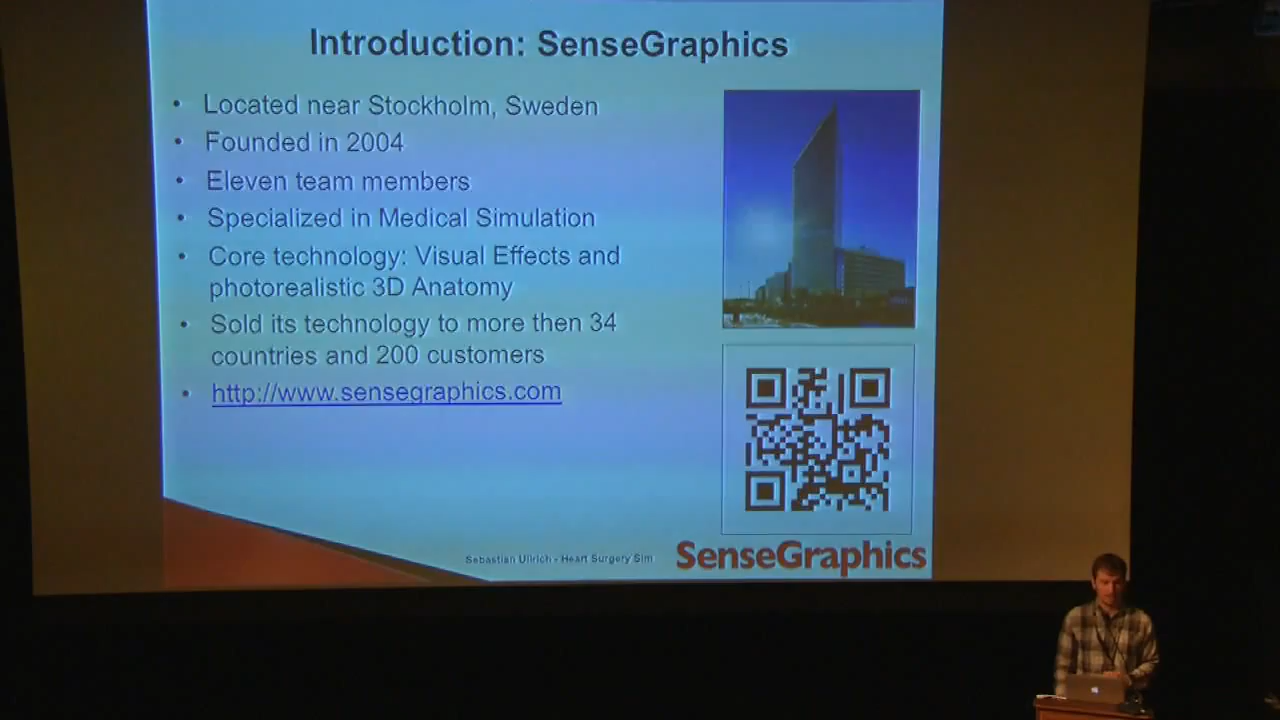 Introduction: SenseGraphics
• Located near Stockholm, Sweden
• Founded in 2004
• Eleven team members
• Specialized in Medical Simulation
• Core technology: Visual Effects and
photorealistic 3D Anatomy
• Sold its technology to more then 34
countries and 200 customers
• http://www.sensegraphics.com
Sebastian Ullrich - Heart Surgery Sim
SenseGraphics